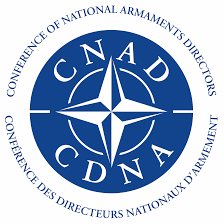 CONFERENCE OF NATIONAL ARMAMENTS DIRECTORS
CNAD
CDNA
CONFÉRENCE DES DIRECTEURS NATIONAUX D'ARMEMENT